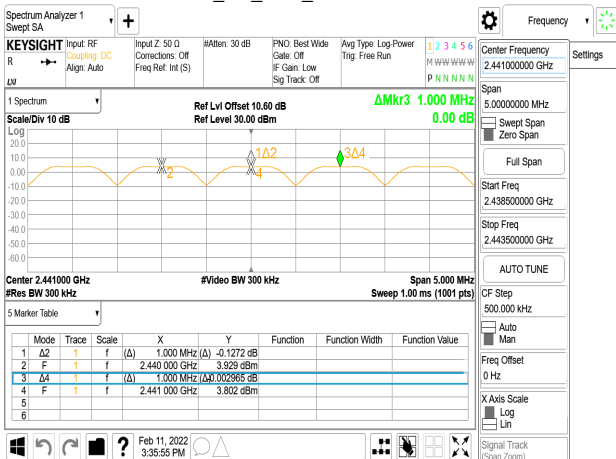 Spectrum Analyzer 1
Swept SA
Frequency
KEYSIGHT Input: RF Input Z: 50 Ω #Atten: 30 dB PNO: Best Wide Avg Type: Log-Power 1 2 3 4 5 6
R Coupling: DC Corrections: Off Gate: Off Trig: Free Run M W W W W W
Align: Auto Freq Ref: Int (S) IF Gain: Low
Sig Track: Off P N N N N N
LXI
1 Spectrum
Ref Lvl Offset 10.60 dB
ΔMkr3 1.000 MHz
Scale/Div 10 dB Ref Level 30.00 dBm 0.00 dB
Log
20.0
10.0
0.00
-10.0
-20.0
-30.0
-40.0
-50.0
-60.0
2
1Δ2
4
3Δ4
Center 2.441000 GHz #Video BW 300 kHz Span 5.000 MHz
#Res BW 300 kHz Sweep 1.00 ms (1001 pts)
5 Marker Table
Mode Trace Scale X Y Function Function Width Function Value
1 Δ2 1 f (Δ) 1.000 MHz (Δ) -0.1272 dB
2 F 1 f 2.440 000 GHz 3.929 dBm
3 Δ4 1 f (Δ) 1.000 MHz (Δ) 0.002965 dB
4 F 1 f 2.441 000 GHz 3.802 dBm
5
6
Feb 11, 2022
3:35:55 PM
Center Frequency
2.441000000 GHz
Settings
Span
5.00000000 MHz
Swept Span
Zero Span
Full Span
Start Freq
2.438500000 GHz
Stop Freq
2.443500000 GHz
AUTO TUNE
CF Step
500.000 kHz
Auto
Man
Freq Offset
0 Hz
X Axis Scale
Log
Lin
Signal Track
(Span Zoom)